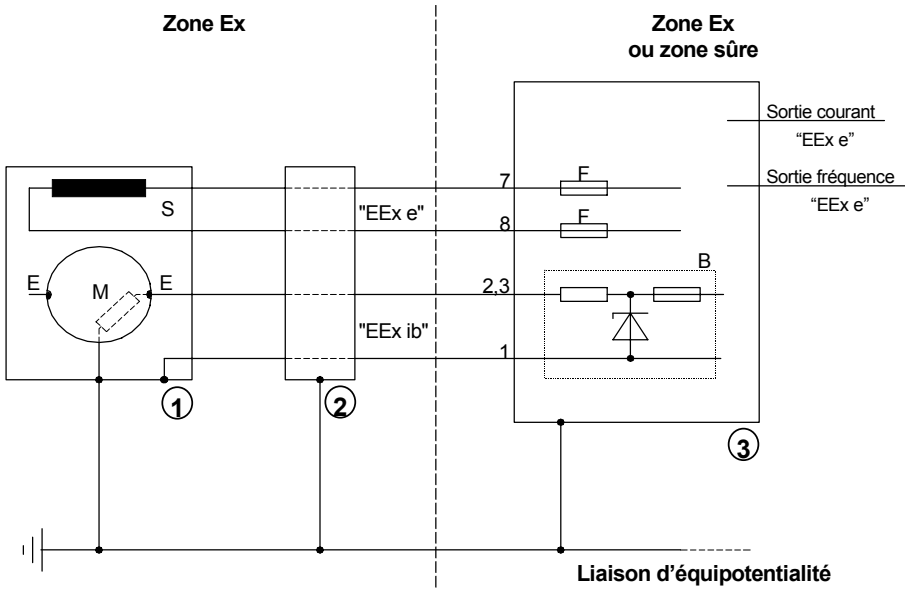 Zone Ex
Zone Ex
ou zone sûre
Sortie courant
“EEx e”
Sortie fréquence
“EEx e”
7
F
S
"EEx e"
8
F
B
E
M
E
2,3
"EEx ib"
1
1
2
3
Liaison d’équipotentialité